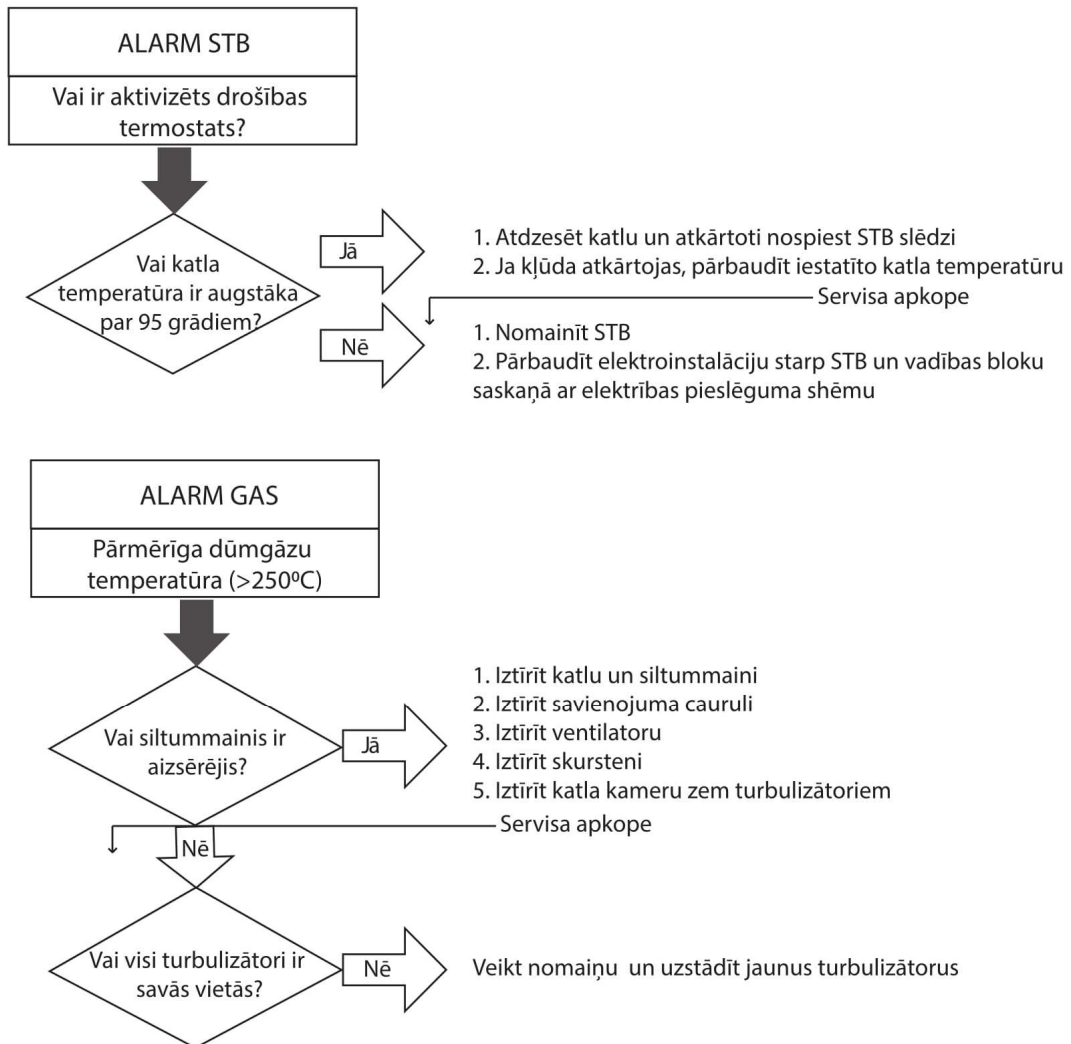 ALARM STB
Vai ir aktivizēts drošības
termostats?
Vai katla
temperatūra ir augstāka
par 95 grādiem?
Jā
1. Atdzesēt katlu un atkārtoti nospiest STB slēdzi
2. Ja kļūda atkārtojas, pārbaudīt iestatīto katla temperatūru
Servisa apkope
Nē
1. Nomainīt STB
2. Pārbaudīt elektroinstalāciju starp STB un vadības bloku
saskaņā ar elektrības pieslēguma shēmu
ALARM GAS
Pārmērīga dūmgāzu
temperatūra (>250⁰C)
Vai siltummainis ir
aizsērējis?
Jā
1. Iztīrīt katlu un siltummaini
2. Iztīrīt savienojuma cauruli
3. Iztīrīt ventilatoru
4. Iztīrīt skursteni
5. Iztīrīt katla kameru zem turbulizātoriem
Servisa apkope
Nē
Vai visi turbulizātori ir
savās vietās?
Nē
Veikt nomaiņu un uzstādīt jaunus turbulizātorus